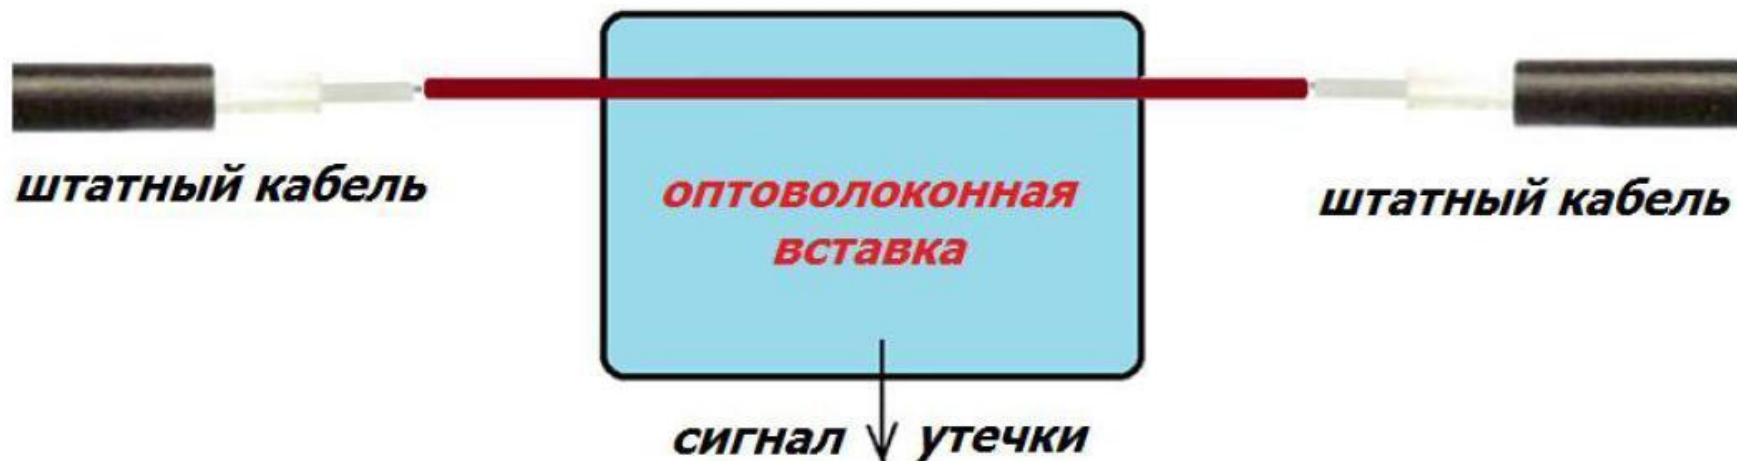 штатный кабель
оптоволоконная
вставка
штатный кабель
сигнал утечки